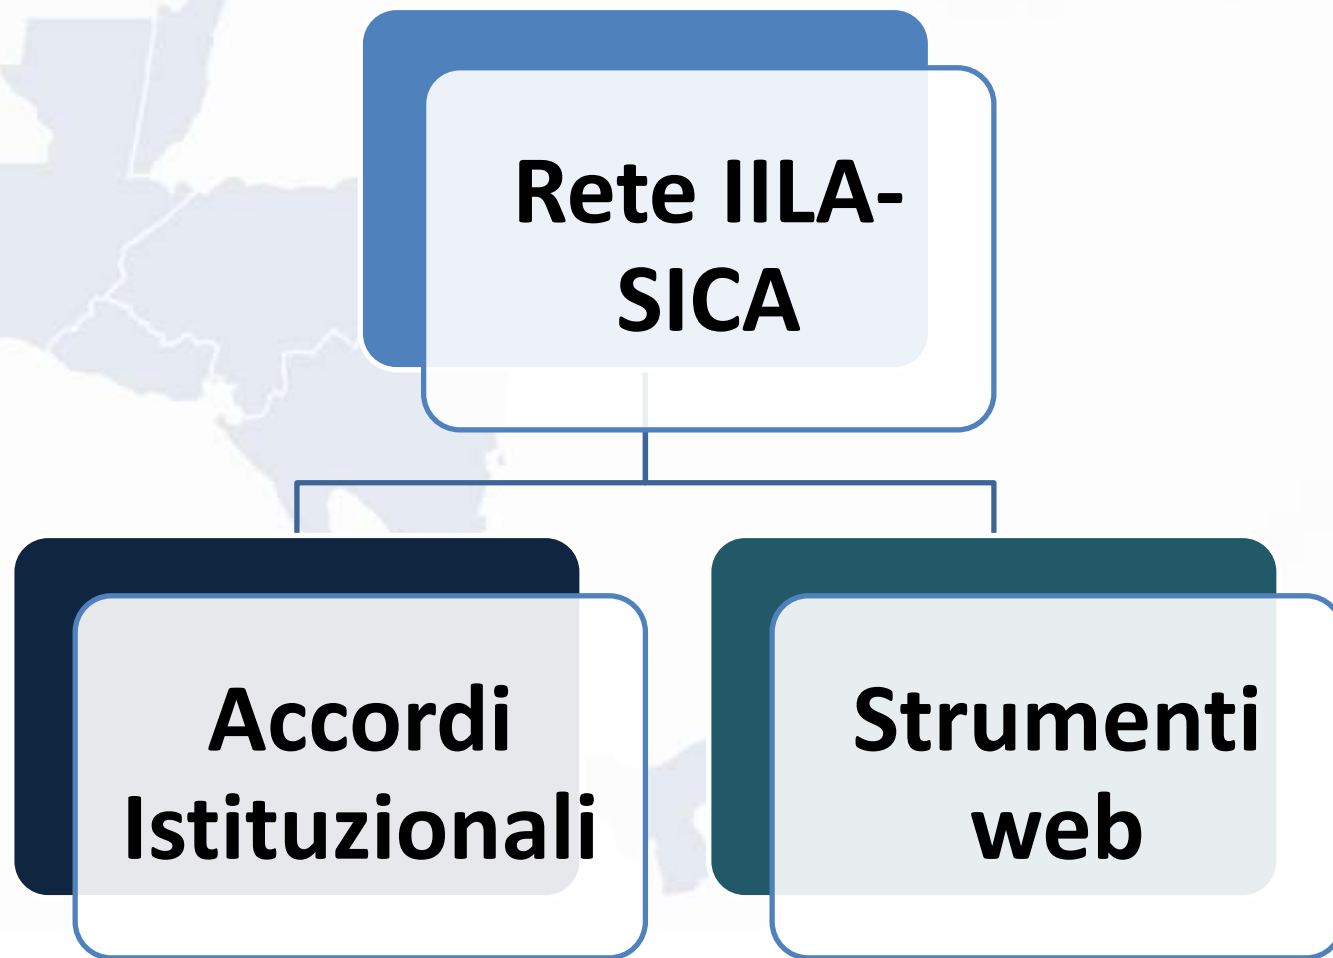 Rete IILA-
SICA
Accordi
Istituzionali
Strumenti
web